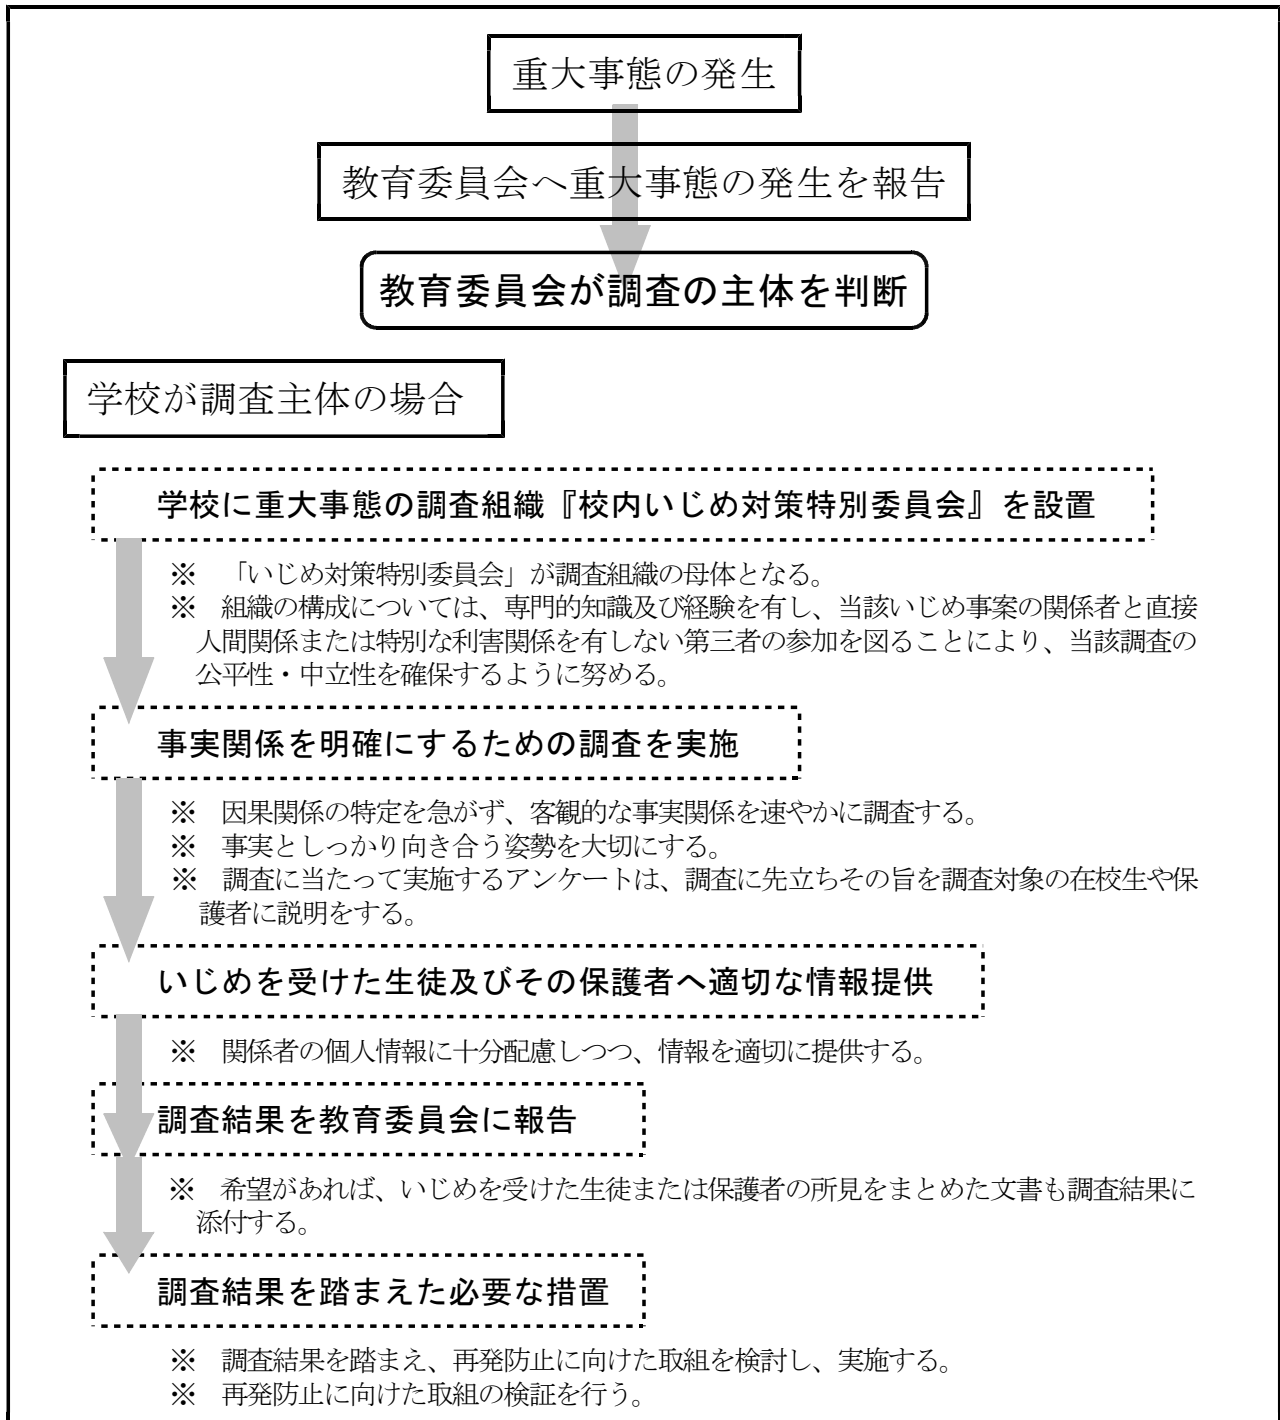 重大事態の発生
教育委員会へ重大事態の発生を報告
教育委員会が調査の主体を判断
学校が調査主体の場合
学校に重大事態の調査組織『校内いじめ対策特別委員会』を設置
※　「いじめ対策特別委員会」が調査組織の母体となる。
※　組織の構成については、専門的知識及び経験を有し、当該いじめ事案の関係者と直接
人間関係または特別な利害関係を有しない第三者の参加を図ることにより、当該調査の
公平性・中立性を確保するように努める。
事実関係を明確にするための調査を実施
※　因果関係の特定を急がず、客観的な事実関係を速やかに調査する。
※　事実としっかり向き合う姿勢を大切にする。
※　調査に当たって実施するアンケートは、調査に先立ちその旨を調査対象の在校生や保
護者に説明をする。
いじめを受けた生徒及びその保護者へ適切な情報提供
※　関係者の個人情報に十分配慮しつつ、情報を適切に提供する。
調査結果を教育委員会に報告
※　希望があれば、いじめを受けた生徒または保護者の所見をまとめた文書も調査結果に
添付する。
調査結果を踏まえた必要な措置
※　調査結果を踏まえ、再発防止に向けた取組を検討し、実施する。
※　再発防止に向けた取組の検証を行う。